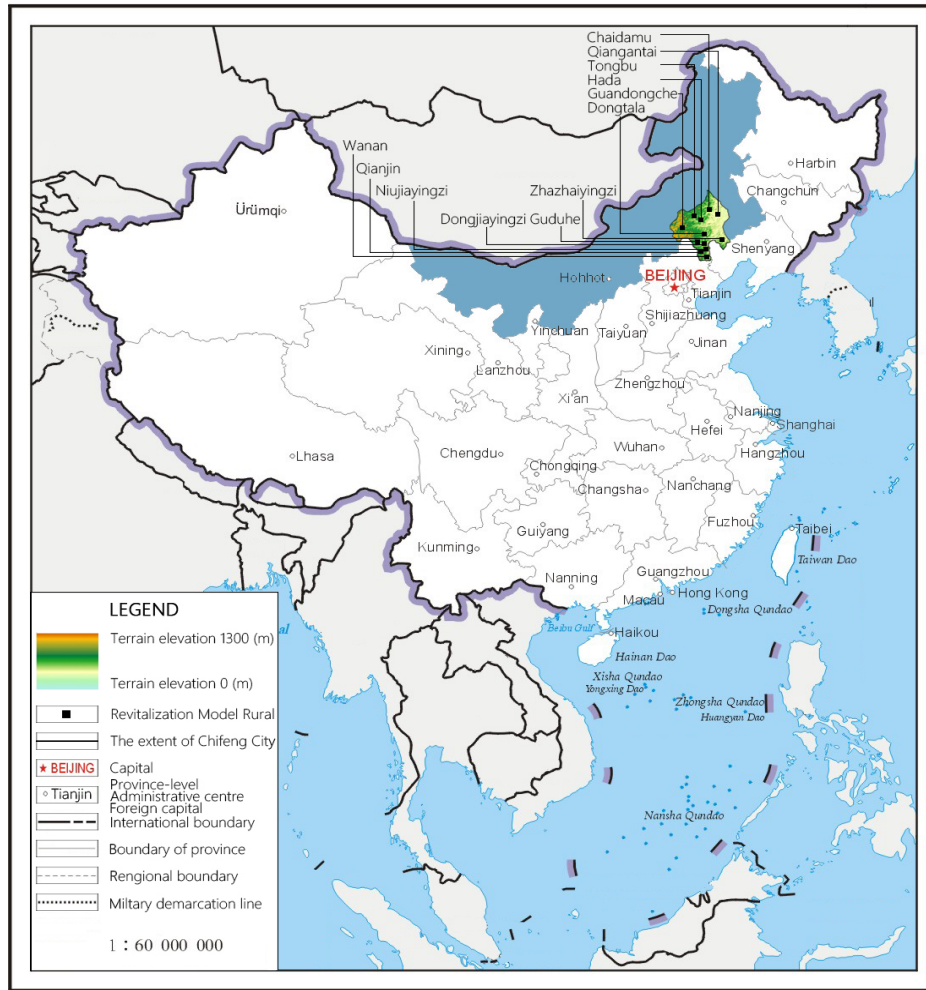 Chaidamu
Qiangantai
Tongbu
Hada
Guandongche
Dongtala
Wanan
Qianjin
Niujiayingzi
Zhazhaiyingzi
Dongjiayingzi Guduhe
Harbin
Changchun
Ürümqi
Shenyang
Hohhot
BEIJING
Tianjin
Shijiazhuang
Yinchuan
Taiyuan
Jinan
Xining
Lanzhou
Zhengzhou
Xi'an
Nanjing
Hefei
Shanghai
Wuhan
Hangzhou
Lhasa
Chengdu
Chongqing
Changsha
Nanchang
Guiyang
Fuzhou
Kunming
Taibei
Taiwan Dao
Nanning
Guangzhou
Macau
Hong Kong
Dongsha Qundao
Beibu Gulf
Haikou
Hainan Dao
Xisha Qundao
Yongxing Dao
Zhongsha Qundao
Huangyan Dao
Nansha Qundao
LEGEND
Terrain elevation 1300 (m)
Terrain elevation 0 (m)
Revitalization Model Rural
The extent of Chifeng City
BEIJING
Capital
Tianjin
Province-level
Administrative centre
Foreign capital
International boundary
Boundary of province
Rengional boundary
Miltary demarcation line
1：60 000 000